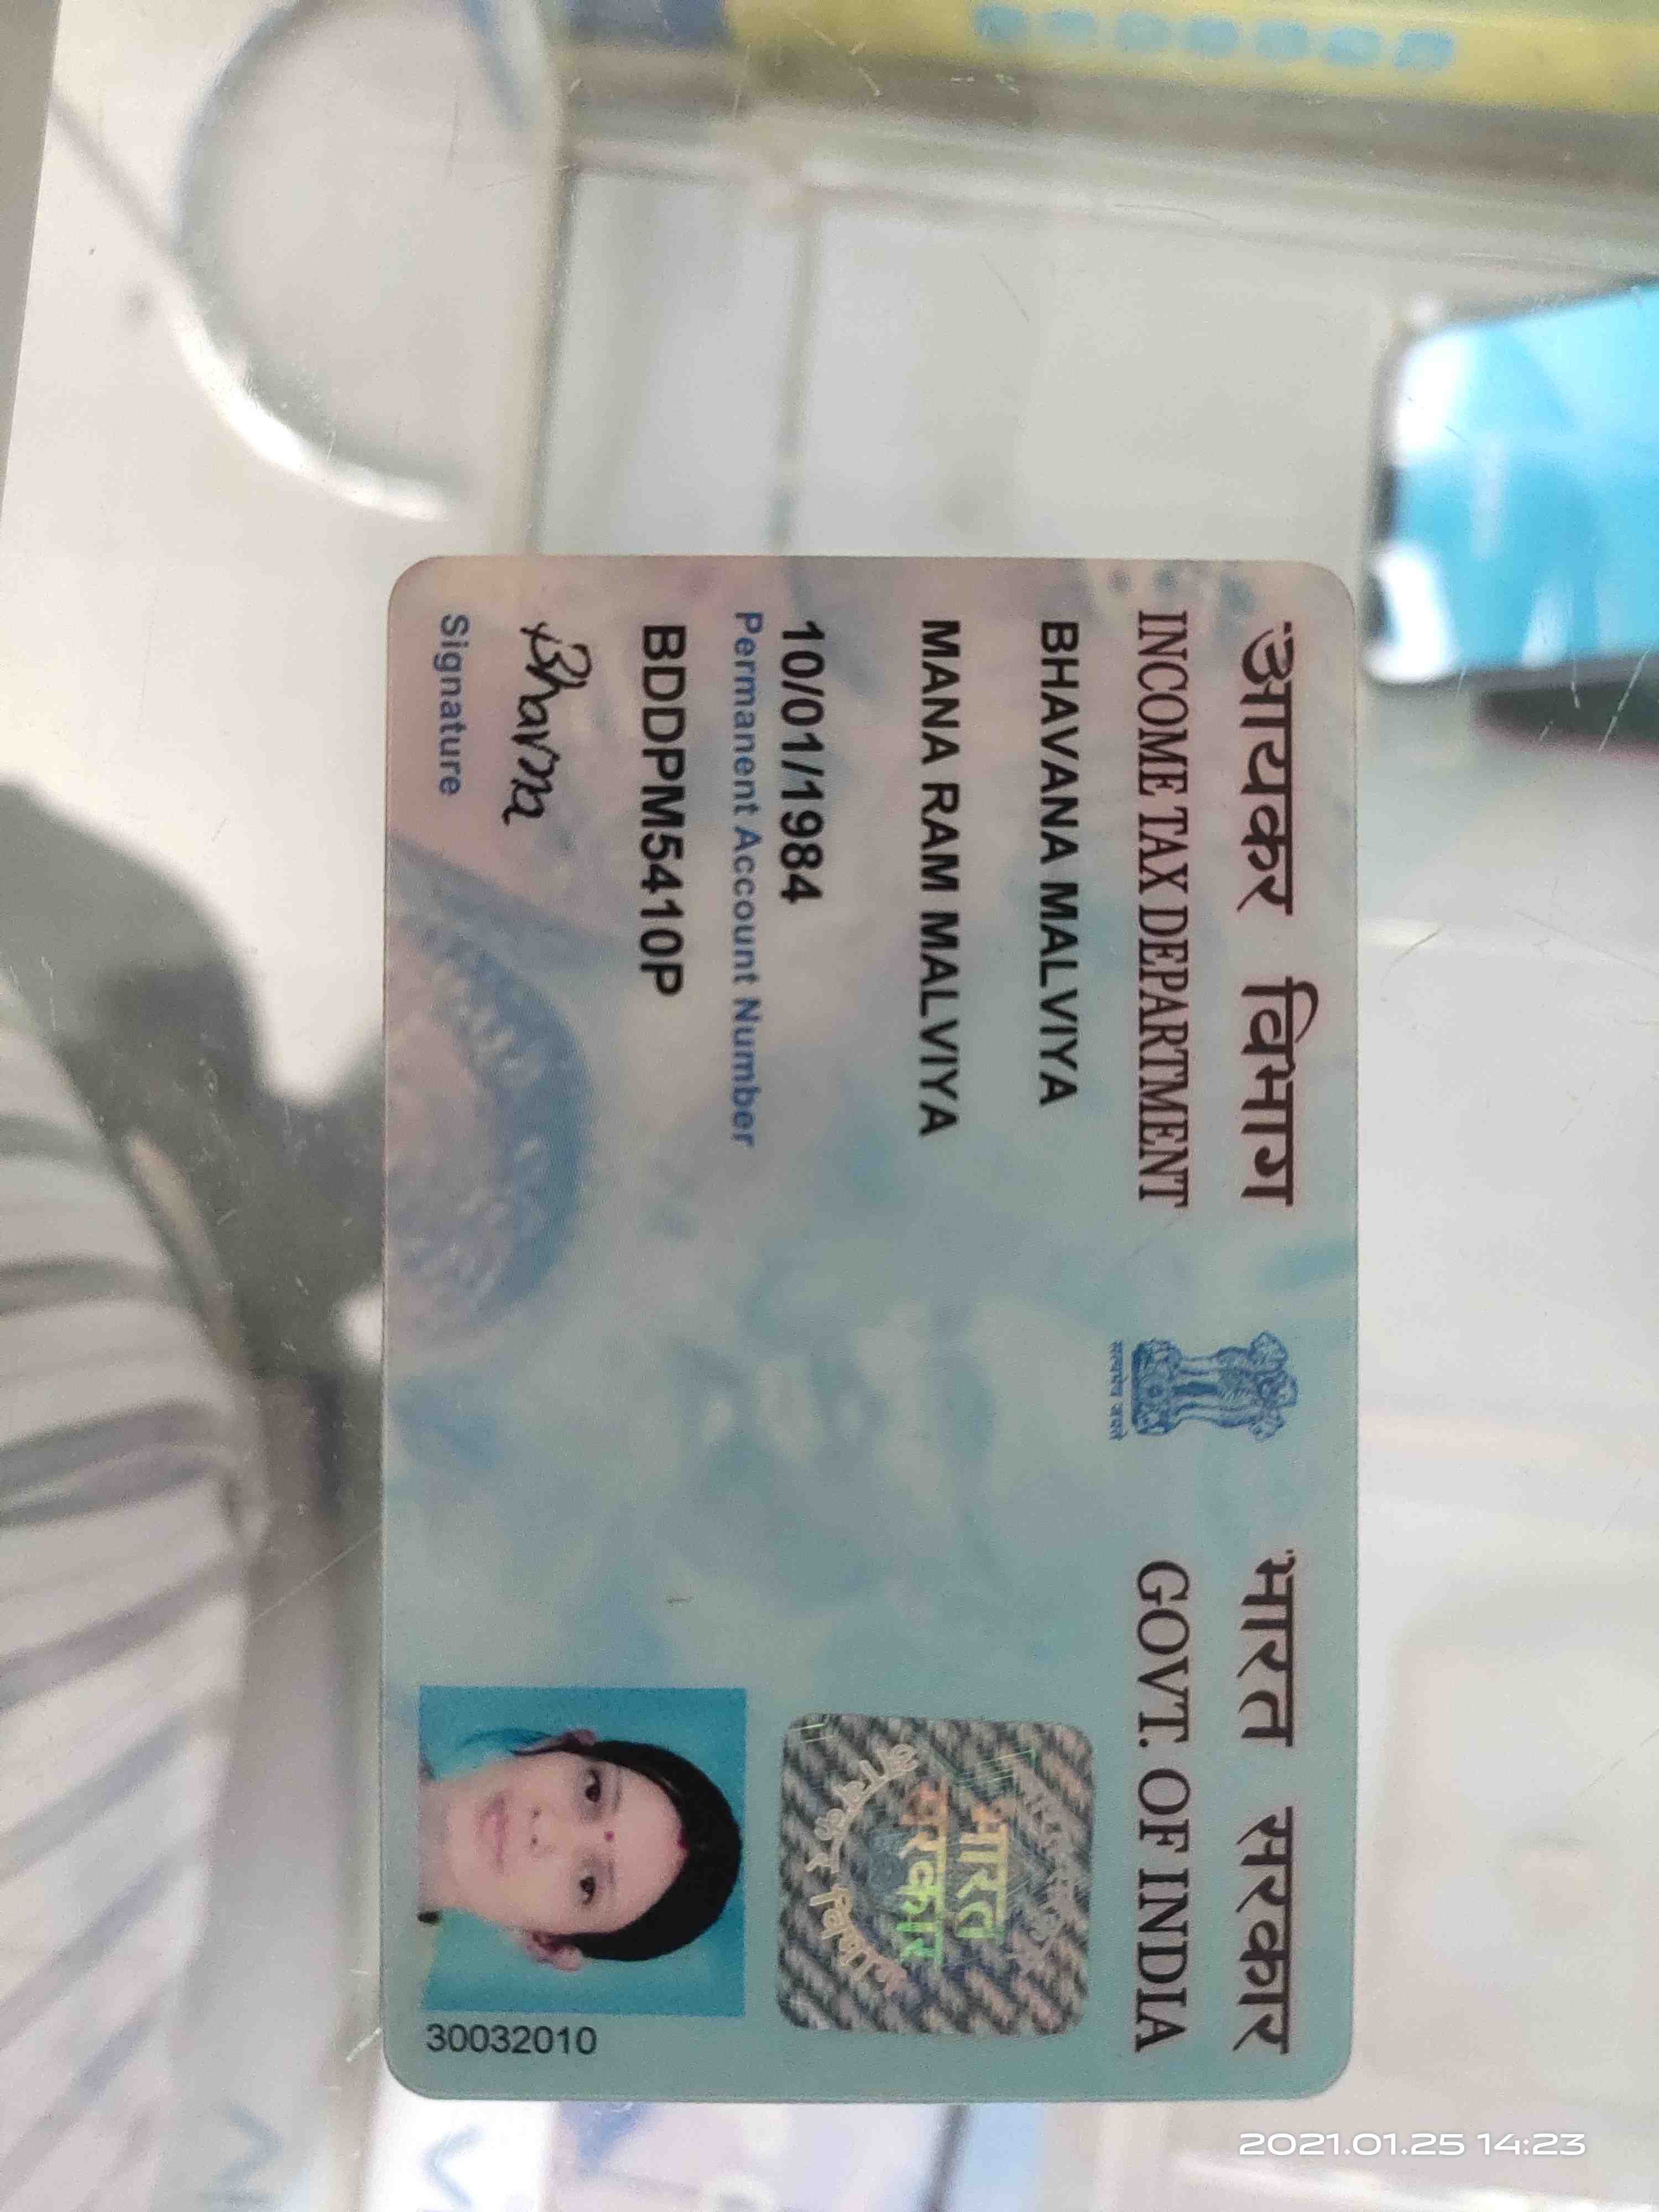 आयकर विभाग
INCOME TAX DEPARTMENT
भारत सरकार
GOVT. OF INDIA
सत्यमेव जयते
BHAVANA MALVIYA
MANA RAM MALVIYA
10/01/1984
Permanent Account Number
BDDPM5410P
Bhavna
Signature
भारत
सरकार
30032010
2021.01.25 14:23